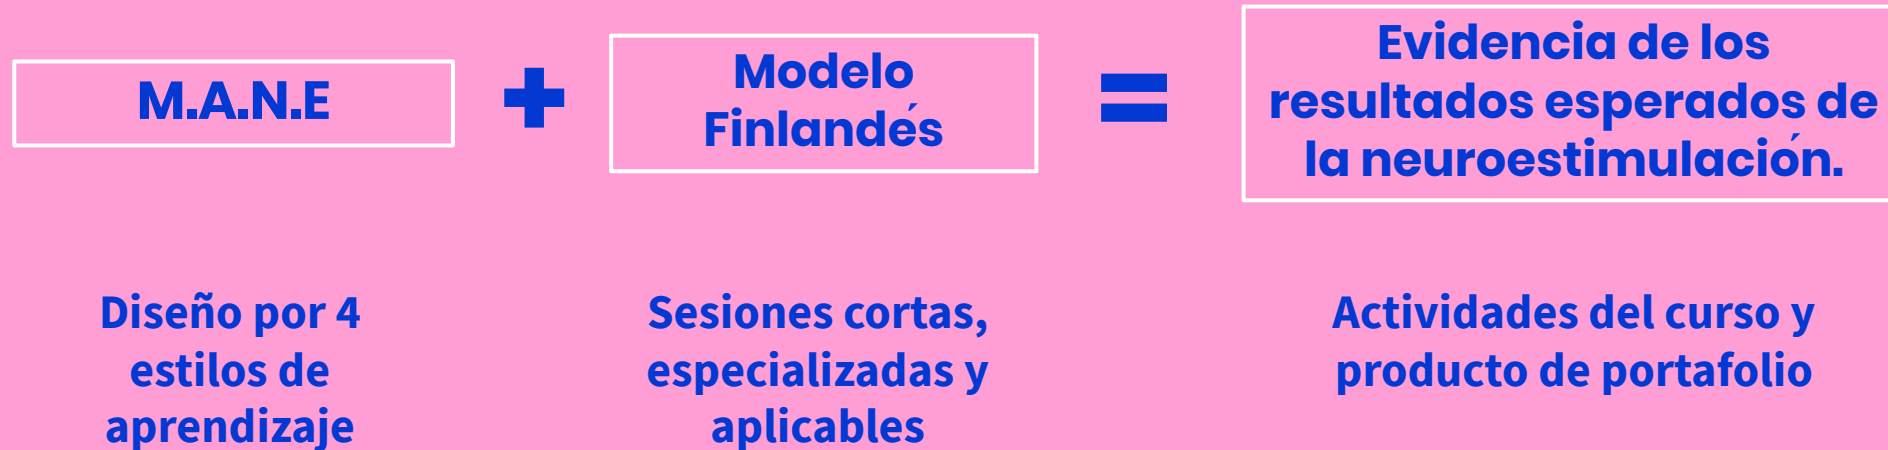 M.A.N.E
+
Modelo
Finlandés
=
Evidencia de los
resultados esperados de
la neuroestimulación.
Diseño por 4
estilos de
aprendizaje
Sesiones cortas,
especializadas y
aplicables
Actividades del curso y
producto de portafolio